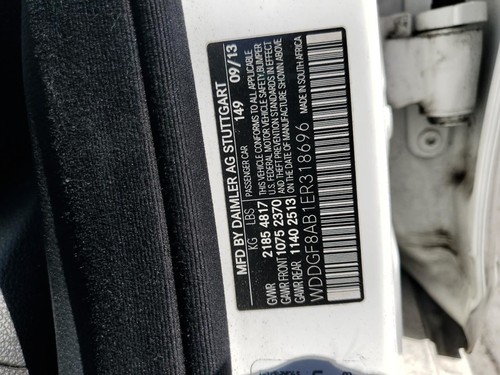 MFD BY DAIMLER AG STUTTGART
PASSENGER CAR 149 09/13
KG LBS
GVWR 2185 4817
GAWR FRONT 1075 2370
GAWR REAR 1140 2513
THIS VEHICLE CONFORMS TO ALL APPLICABLE
U.S. FEDERAL MOTOR VEHICLE SAFETY, BUMPER
AND THEFT PREVENTION STANDARDS IN EFFECT
ON THE DATE OF MANUFACTURE SHOWN ABOVE
WDDGF8AB1ER318696
MADE IN SOUTH AFRICA